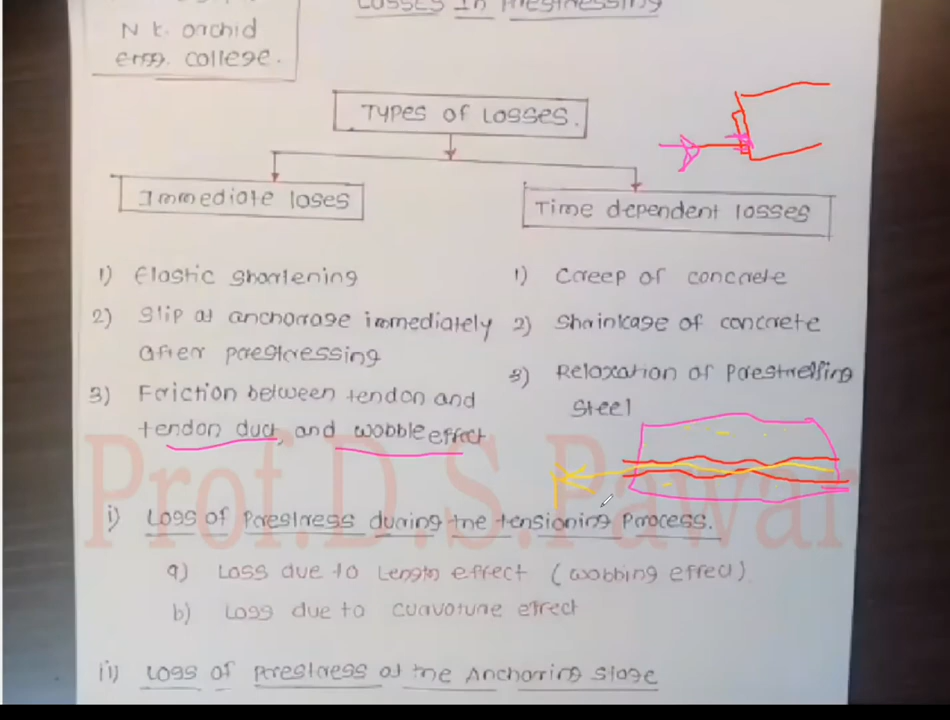 Losses In Prestressing
N k. orchid
engg. college.
Types of Losses.
Immediate loses
Time dependent losses
1) Elastic shortening
2) Slip at anchorage immediately
after prestressing
3) Friction between tendon and
tendon duct, and wobble effect
1) Creep of concrete
2) Shrinkage of concrete
3) Relaxation of Prestressing
Steel
Prof.D.S.Pawar
i) Loss of Prestress during the tensioning Process.
a) Loss due to Length effect (wobbing effect)
b) Loss due to curvature effect
ii) Loss of Prestress at the Anchoring Stage